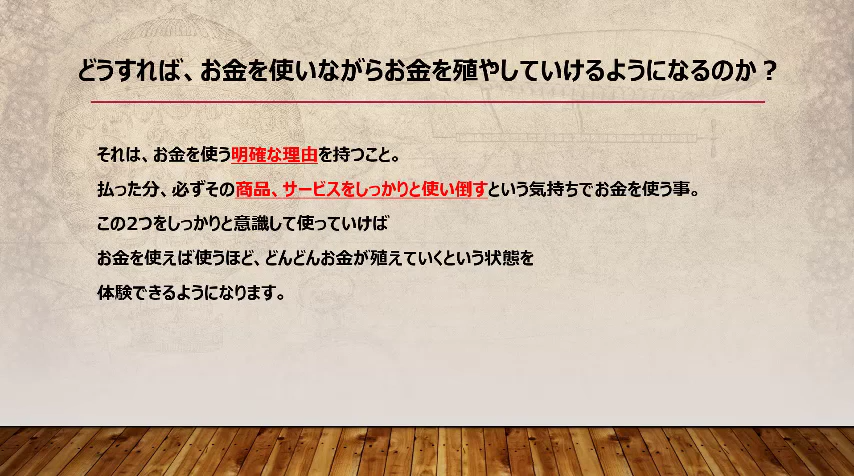 どうすれば、お金を使いながらお金を殖やしていけるようになるのか？
それは、お金を使う明確な理由を持つこと。
払った分、必ずその商品、サービスをしっかりと使い倒すという気持ちでお金を使う事。
この2つをしっかりと意識して使っていけば
お金を使えば使うほど、どんどんお金が殖えていくという状態を
体験できるようになります。